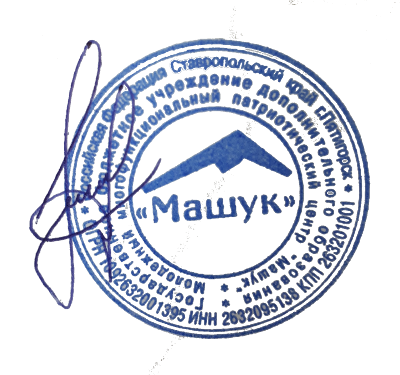 Российская Федерация Ставропольский край г.Пятигорск *
ОГРН 1092632001395 ИНН 2632095138 КПП 263201001
Государственное бюджетное учреждение дополнительного образования *
Молодежный многофункциональный патриотический центр "Машук" *
«Машук»